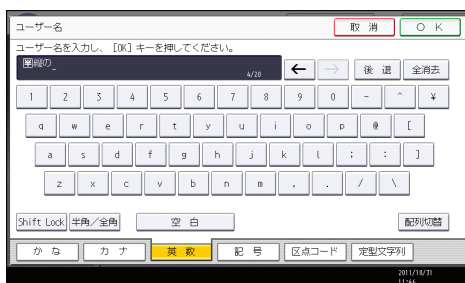 ユーザー名
取 消
O K
ユーザー名を入力し、[OK] キーを押してください。
4/20
← → 後 退 全消去
1 2 3 4 5 6 7 8 9 0 - ^ ¥
q w e r t y u i o p @ [
a s d f g h j k l ; : ]
z x c v b n m , . / \
Shift Lock 半角/全角 空 白 配列切替
か な カ ナ 英 数 記 号 区点コード 定型文字列
2011/10/31